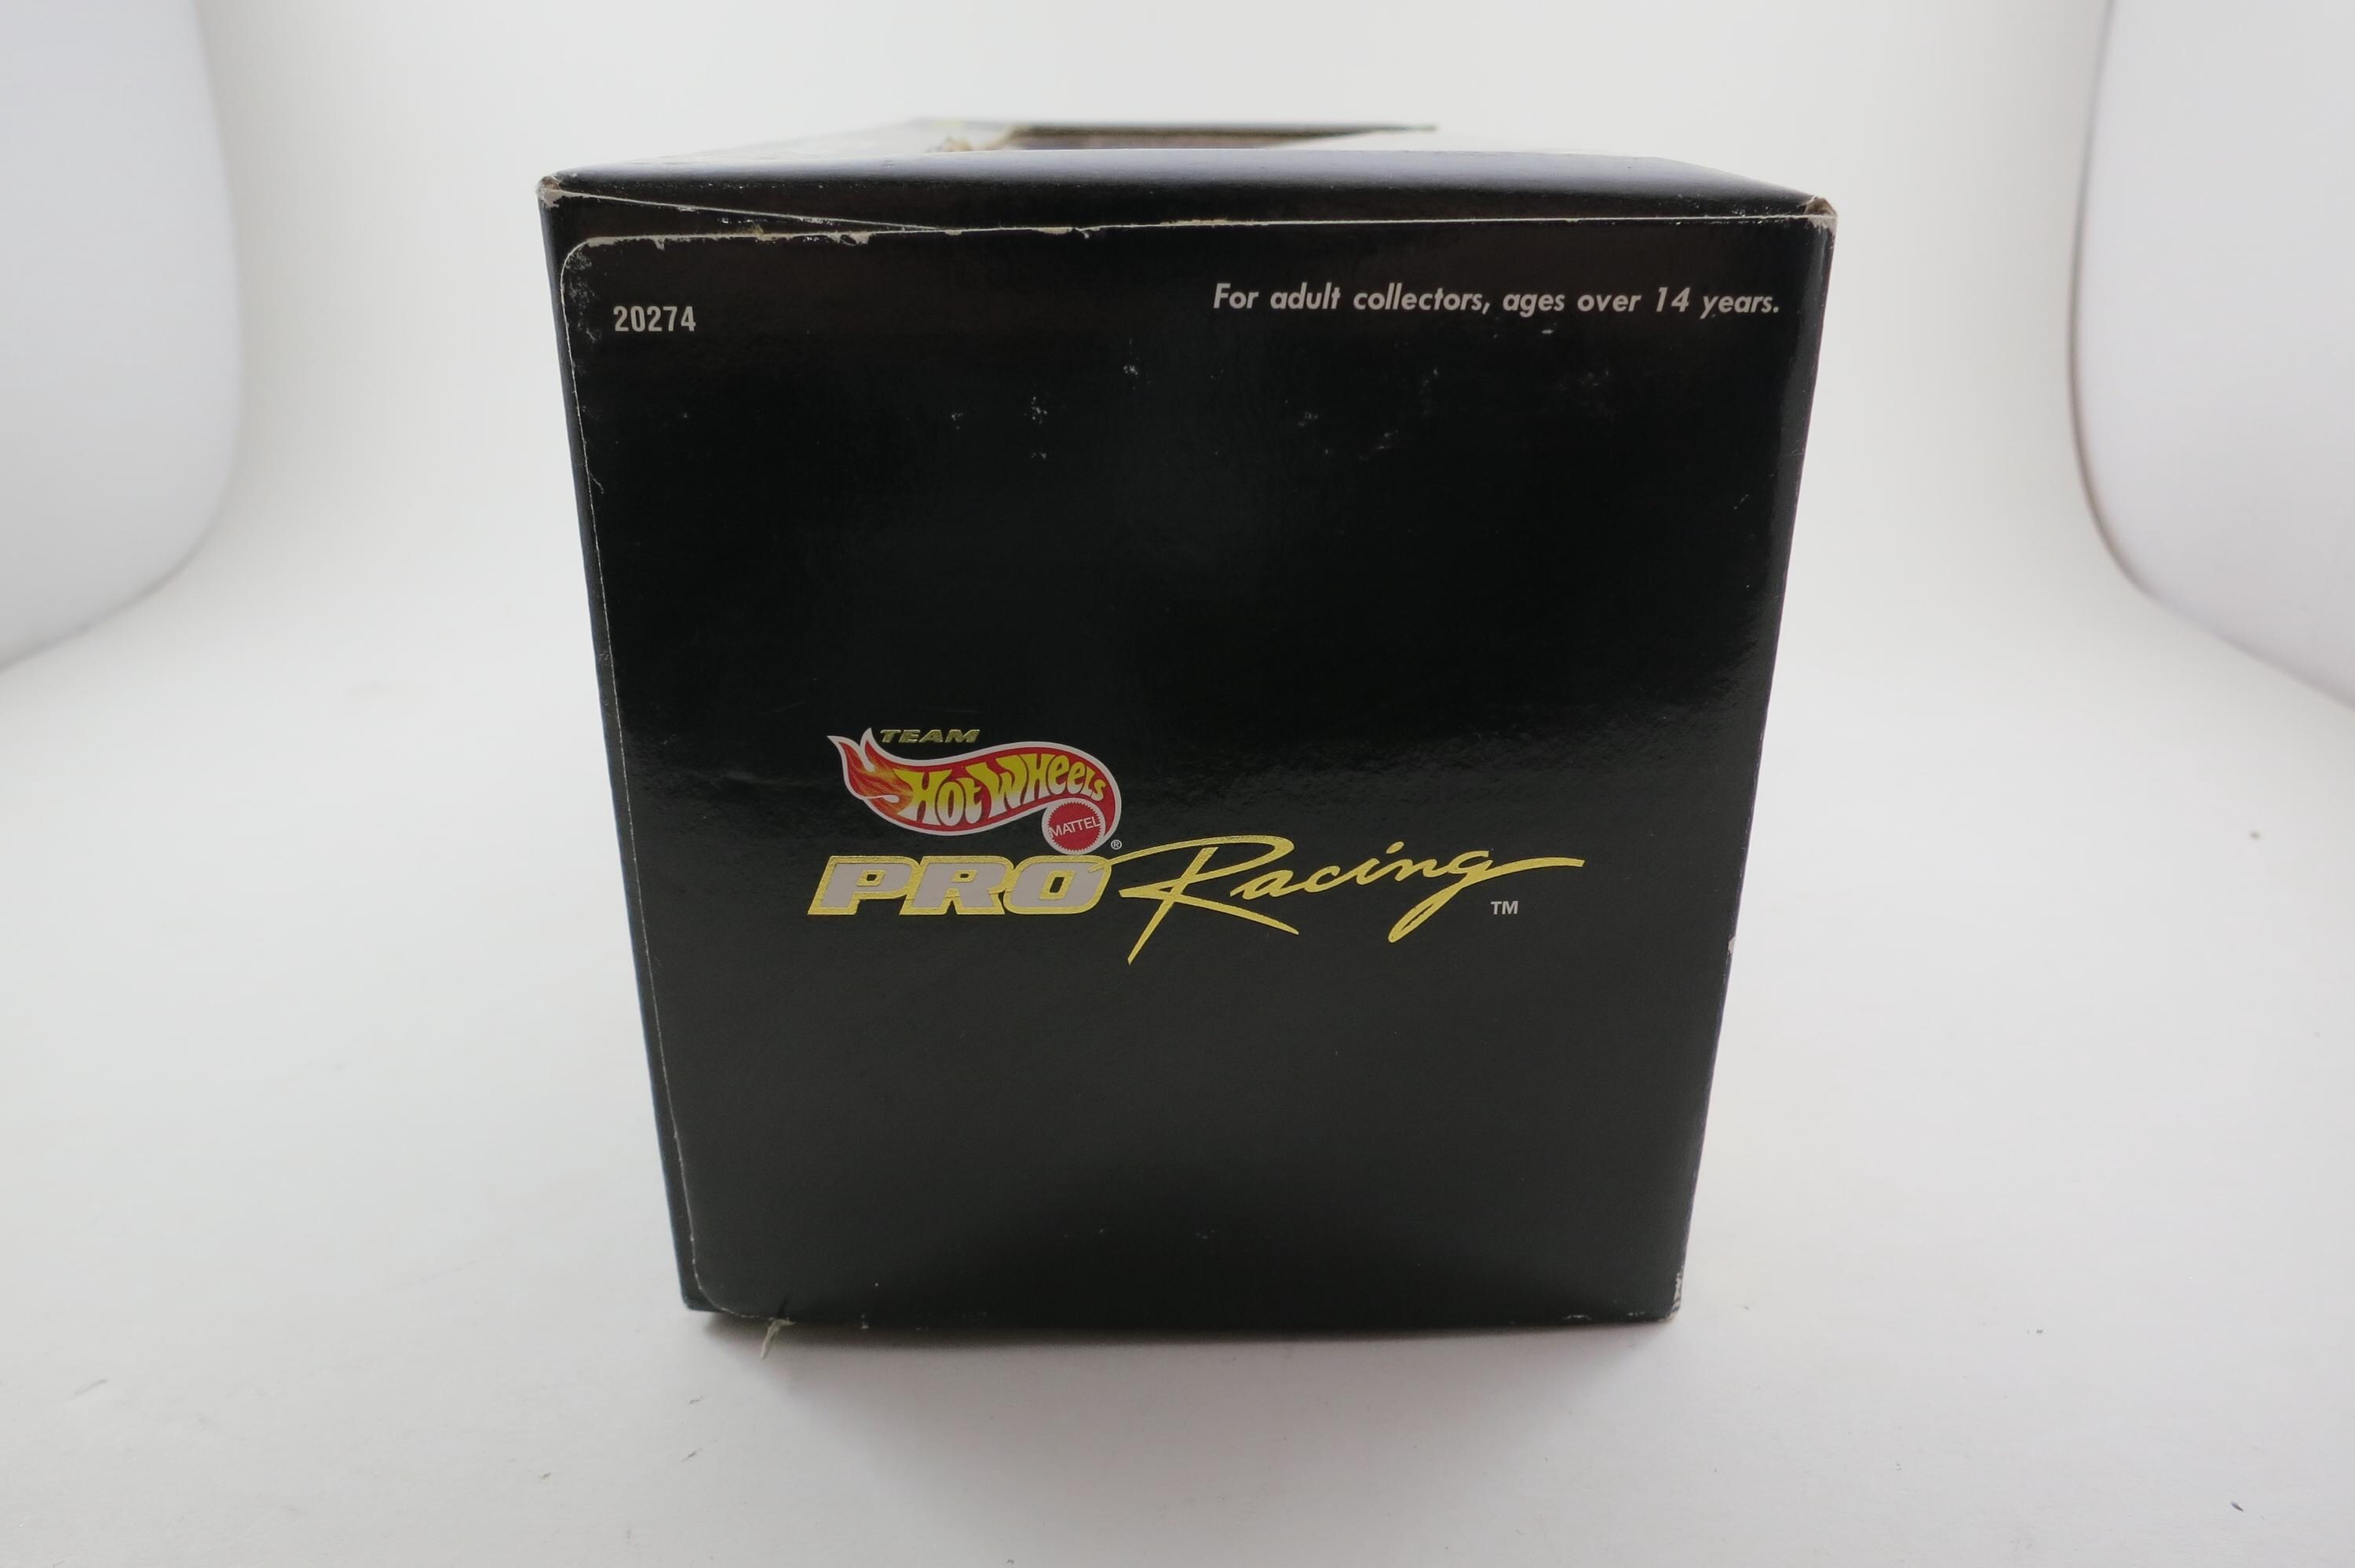 20274
For adult collectors, ages over 14 years.
TEAM
Hot Wheels
MATTEL
®
PRO Racing
TM